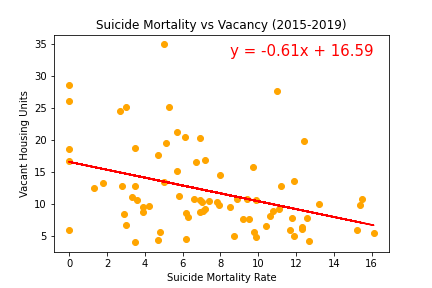 Suicide Mortality vs Vacancy (2015-2019)
y = -0.61x + 16.59
Vacant Housing Units
35
30
25
20
15
10
5
0 2 4 6 8 10 12 14 16
Suicide Mortality Rate